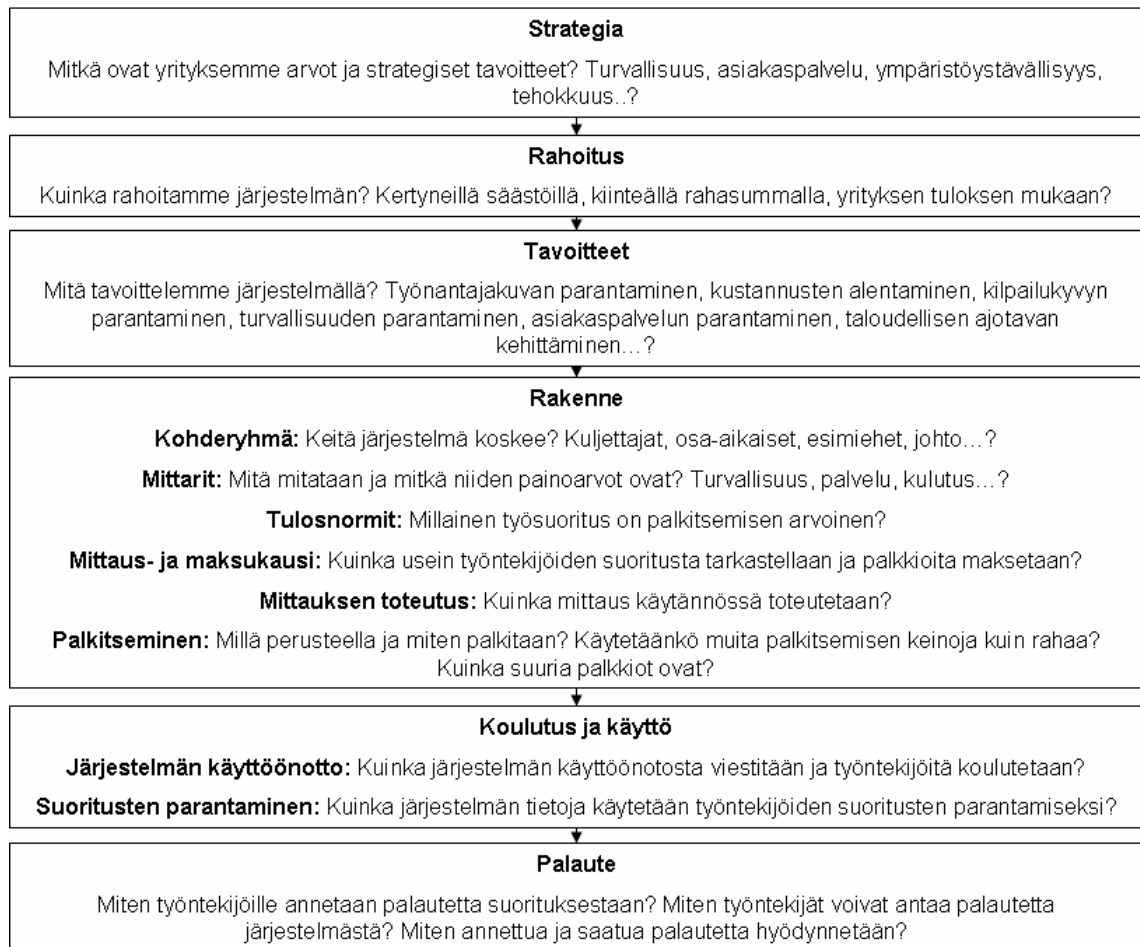 Strategia
Mitkä ovat yrityksemme arvot ja strategiset tavoitteet? Turvallisuus, asiakaspalvelu, ympäristöystävällisyys,
tehokkuus..?
Rahoitus
Kuinka rahoitamme järjestelmän? Kertyneillä säästöillä, kiinteällä rahasummalla, yrityksen tuloksen mukaan?
Tavoitteet
Mitä tavoittelemme järjestelmällä? Työnantajakuvan parantaminen, kustannusten alentaminen, kilpailukyvyn
parantaminen, turvallisuuden parantaminen, asiakaspalvelun parantaminen, taloudellisen ajotavan
kehittäminen…?
Rakenne
Kohderyhmä: Keitä järjestelmä koskee? Kuljettajat, osa-aikaiset, esimiehet, johto…?
Mittarit: Mitä mitataan ja mitkä niiden painoarvot ovat? Turvallisuus, palvelu, kulutus…?
Tulosnormit: Millainen työsuoritus on palkitsemisen arvoinen?
Mittaus- ja maksukausi: Kuinka usein työntekijöiden suoritusta tarkastellaan ja palkkioita maksetaan?
Mittauksen toteutus: Kuinka mittaus käytännössä toteutetaan?
Palkitseminen: Millä perusteella ja miten palkitaan? Käytetäänkö muita palkitsemisen keinoja kuin rahaa?
Kuinka suuria palkkiot ovat?
Koulutus ja käyttö
Järjestelmän käyttöönotto: Kuinka järjestelmän käyttöönotosta viestitään ja työntekijöitä koulutetaan?
Suoritusten parantaminen: Kuinka järjestelmän tietoja käytetään työntekijöiden suoritusten parantamiseksi?
Palaute
Miten työntekijöille annetaan palautetta suorituksestaan? Miten työntekijät voivat antaa palautetta
järjestelmästä? Miten annettua ja saatua palautetta hyödynnetään?